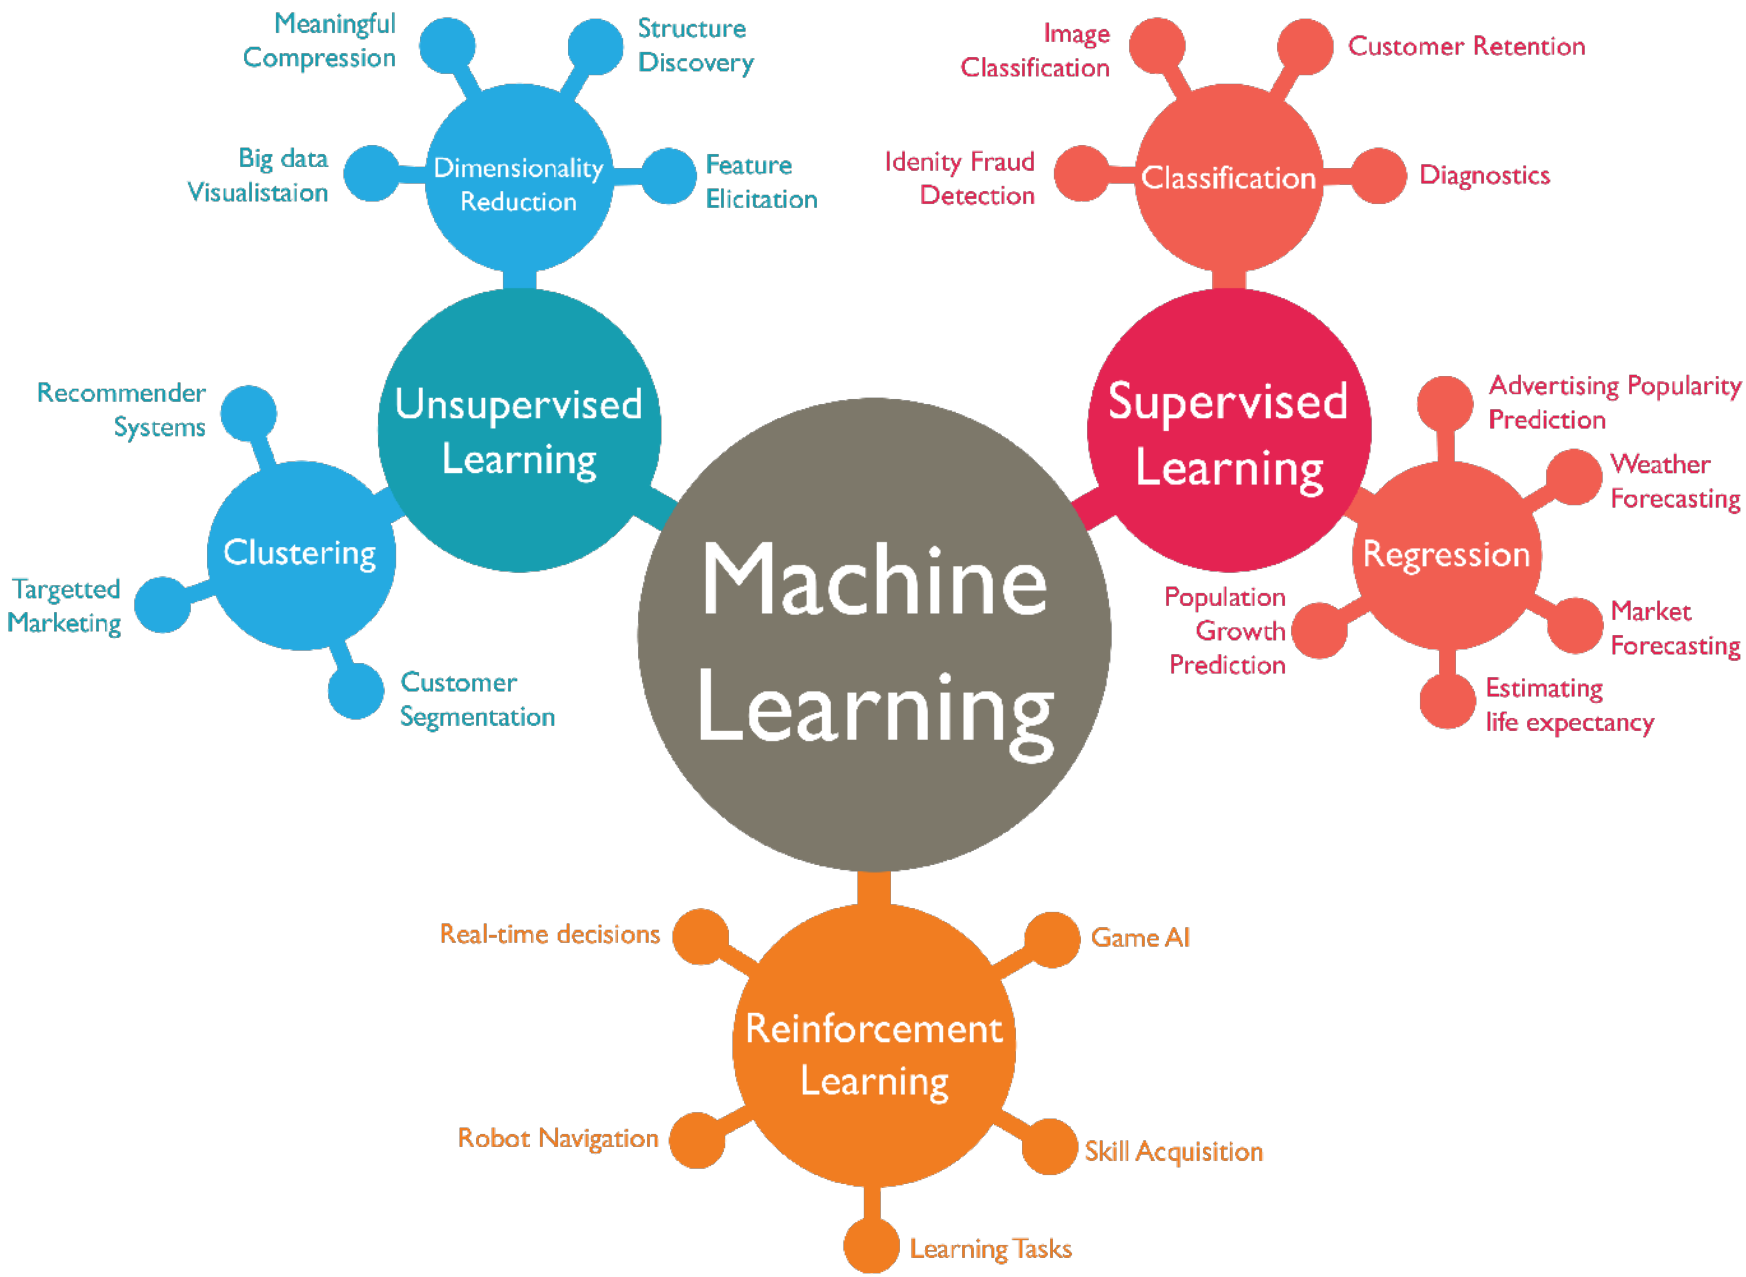 Meaningful
Compression
Structure
Discovery
Big data
Visualistaion
Dimensionality
Reduction
Feature
Elicitation
Image
Classification
Customer Retention
Idenity Fraud
Detection
Classification
Diagnostics
Unsupervised
Learning
Recommender
Systems
Clustering
Targetted
Marketing
Customer
Segmentation
Supervised
Learning
Advertising Popularity
Prediction
Weather
Forecasting
Regression
Population
Growth
Prediction
Market
Forecasting
Estimating
life expectancy
Machine
Learning
Real-time decisions
Game AI
Reinforcement
Learning
Robot Navigation
Skill Acquisition
Learning Tasks